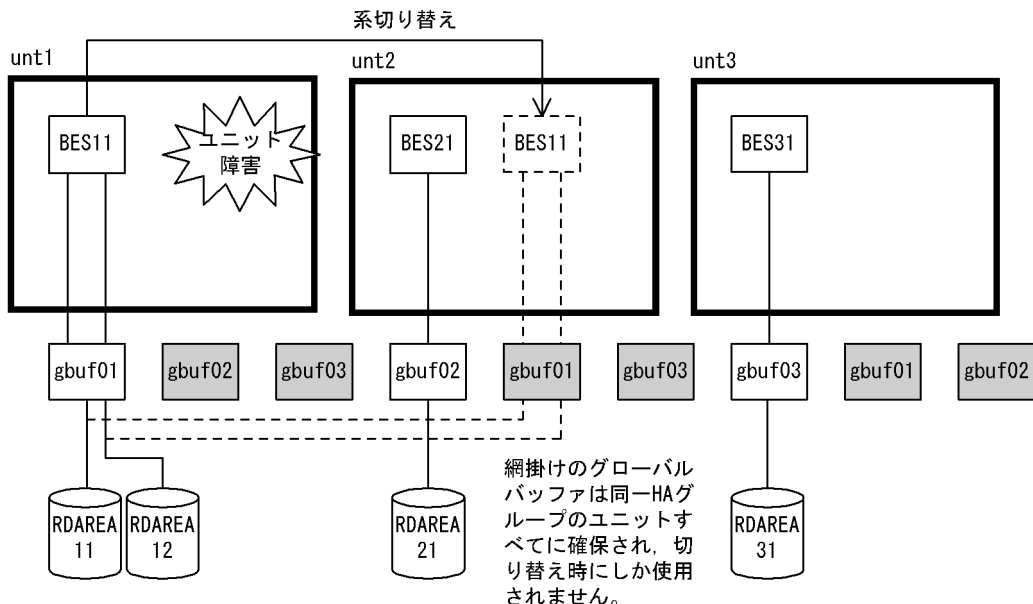 系切り替え
unt1
unt2
unt3
BES11
ユニット
障害
BES21
BES11
BES31
gbuf01
gbuf02
gbuf03
gbuf02
gbuf01
gbuf03
gbuf03
gbuf01
gbuf02
RDAREA
11
RDAREA
12
RDAREA
21
網掛けのグローバル
バッファは同一HAグ
ループのユニットす
べてに確保され，切
り替え時にしか使用
されません。
RDAREA
31